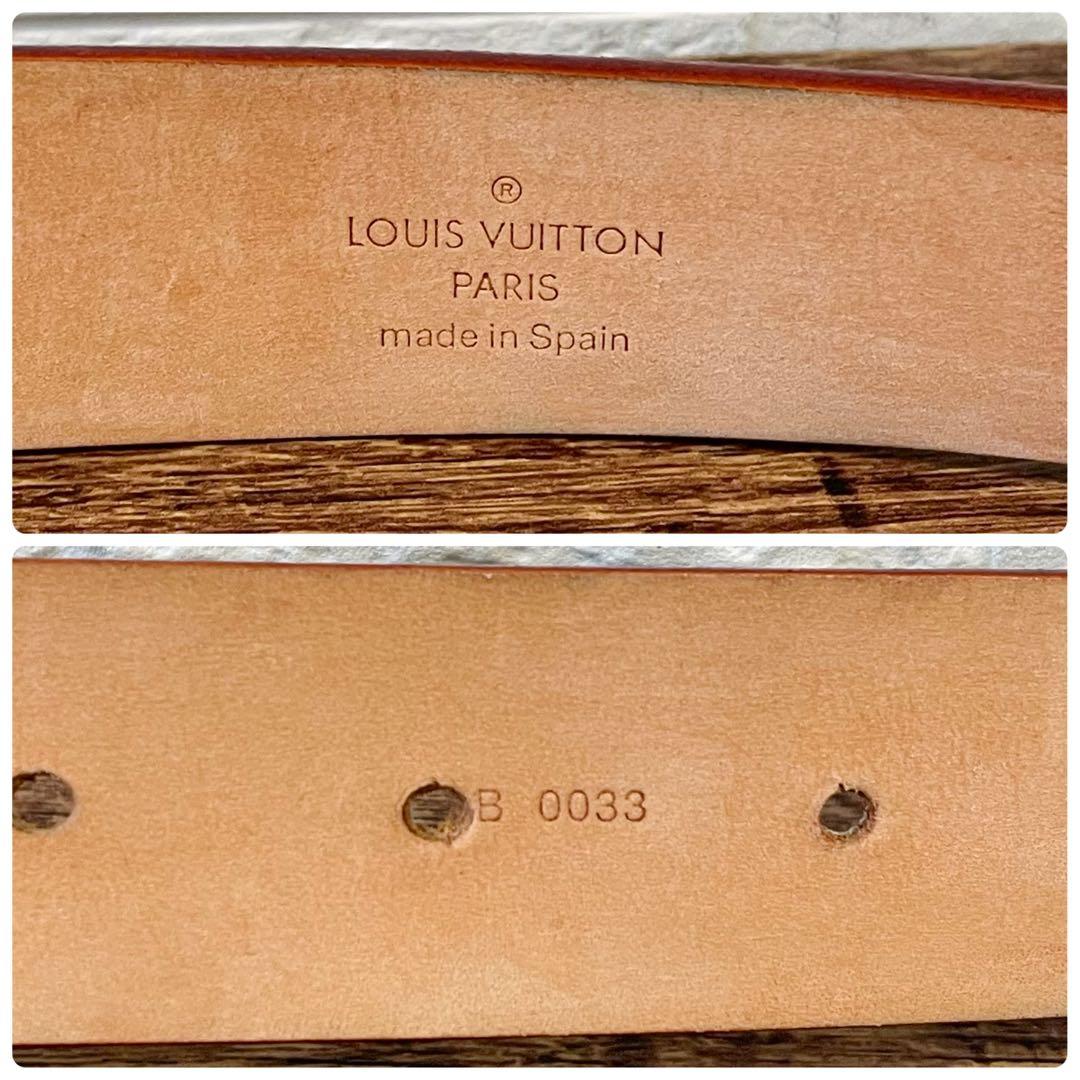 ®
LOUIS VUITTON
PARIS
made in Spain
B 0033